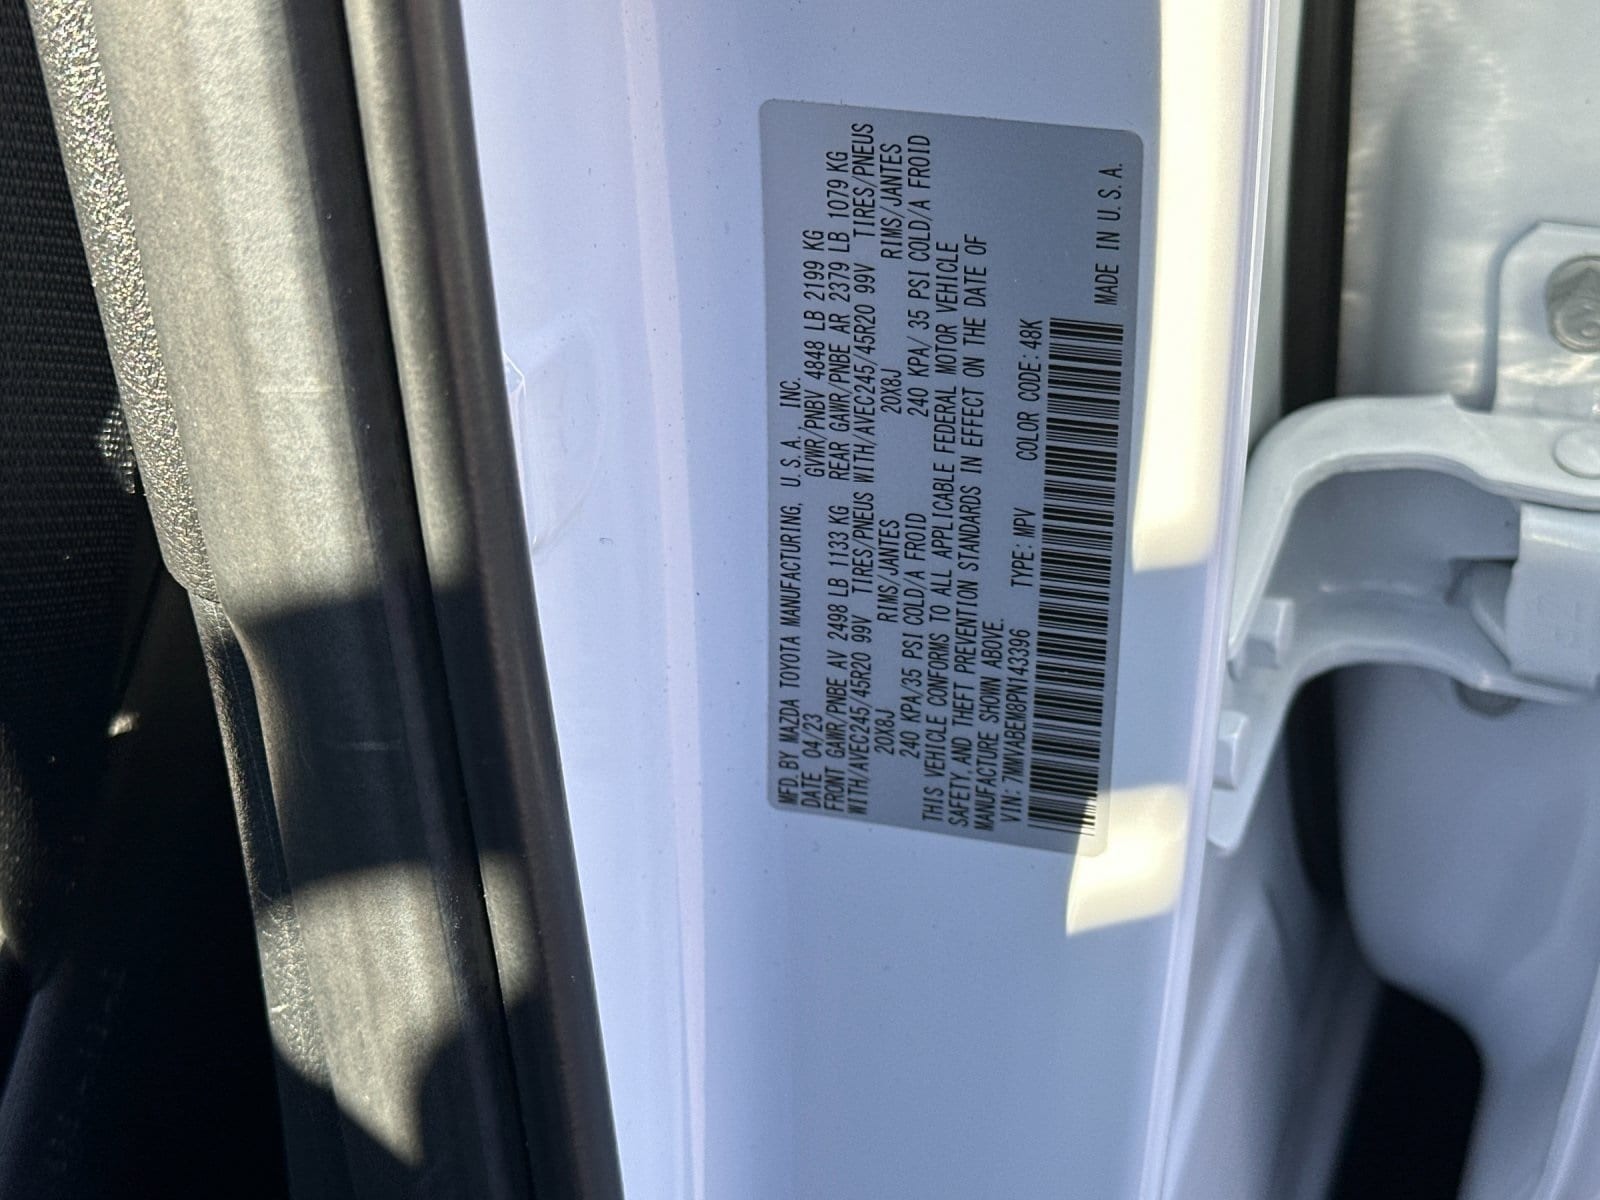 MFD. BY MAZDA TOYOTA MANUFACTURING, U.S.A., INC.
DATE 04/23 GVWR/PNBV 4848 LB 2199 KG
FRONT GAWR/PNBE AV 2498 LB 1133 KG REAR GAWR/PNBE AR 2379 LB 1079 KG
WITH/AVEC245/45R20 99V TIRES/PNEUS WITH/AVEC245/45R20 99V TIRES/PNEUS
20X8J RIMS/JANTES 20X8J RIMS/JANTES
240 KPA/35 PSI COLD/A FROID 240 KPA/ 35 PSI COLD/A FROID
THIS VEHICLE CONFORMS TO ALL APPLICABLE FEDERAL MOTOR VEHICLE
SAFETY, AND THEFT PREVENTION STANDARDS IN EFFECT ON THE DATE OF
MANUFACTURE SHOWN ABOVE.
VIN: 7MMVABEM8PN143396 TYPE: MPV COLOR CODE: 48K
MADE IN U.S.A.